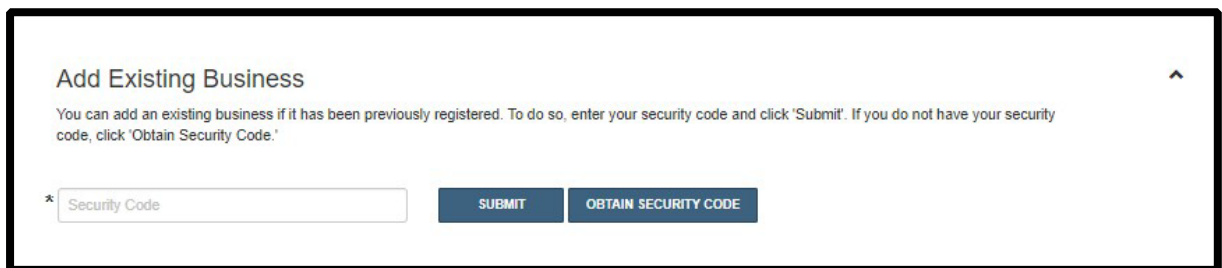 Add Existing Business
You can add an existing business if it has been previously registered. To do so, enter your security code and click 'Submit'. If you do not have your security
code, click 'Obtain Security Code.'
* Security Code SUBMIT OBTAIN SECURITY CODE